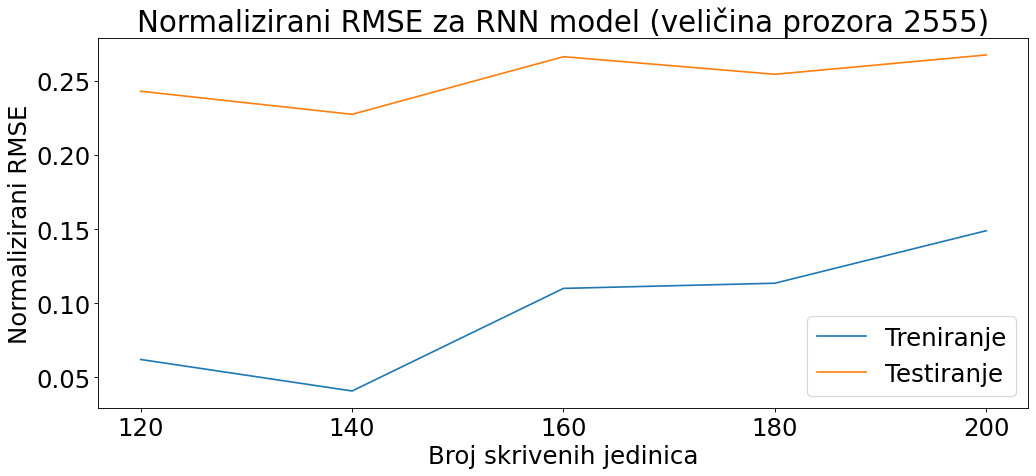 Normalizirani RMSE za RNN model (veličina prozora 2555)
Normalizirani RMSE
0.25
0.20
0.15
0.10
0.05
Treniranje
Testiranje
120 140 160 180 200
Broj skrivenih jedinica